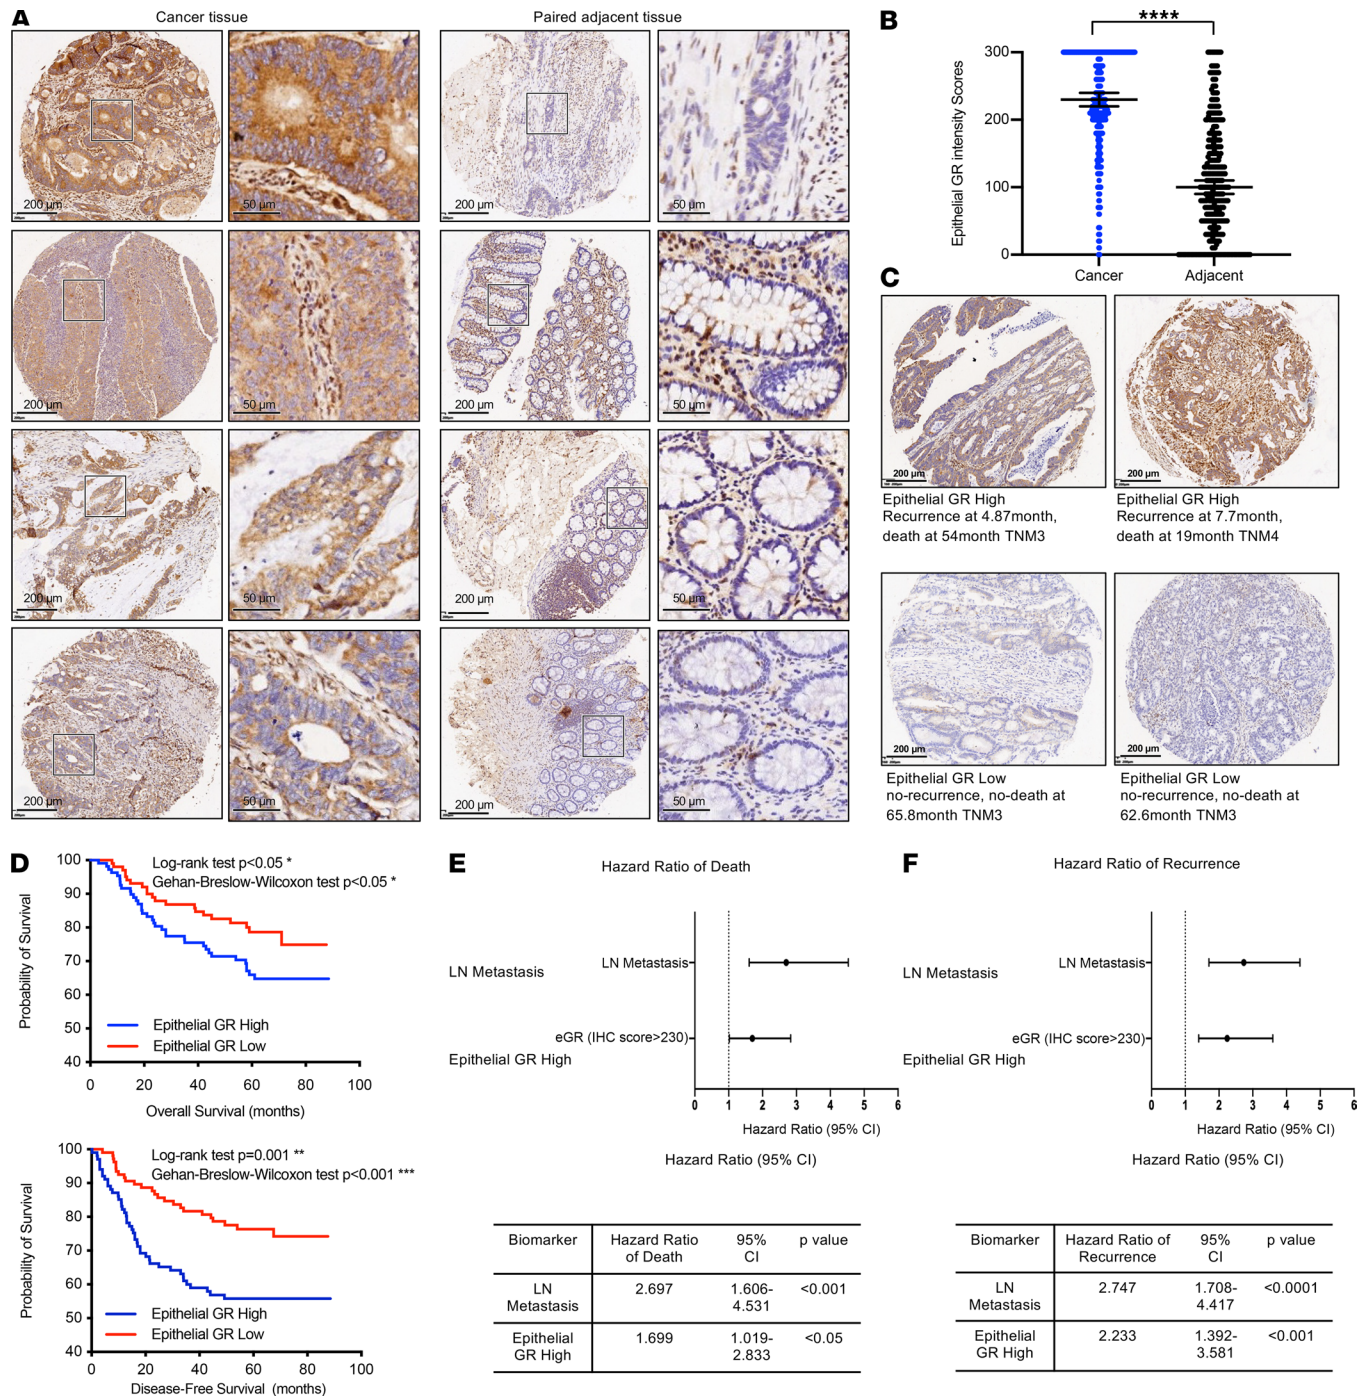 A
Cancer tissue
Paired adjacent tissue
200 µm
50 µm
200 µm
50 µm
200 µm
50 µm
200 µm
50 µm
200 µm
50 µm
200 µm
50 µm
200 µm
50 µm
200 µm
50 µm
B
****
Epithelial GR intensity Scores
300
200
100
0
Cancer
Adjacent
C
200 µm
200 µm
Epithelial GR High
Recurrence at 4.87month,
death at 54month TNM3
Epithelial GR High
Recurrence at 7.7month,
death at 19month TNM4
200 µm
200 µm
Epithelial GR Low
no-recurrence, no-death at
65.8month TNM3
Epithelial GR Low
no-recurrence, no-death at
62.6month TNM3
D
Log-rank test p<0.05 *
Gehan-Breslow-Wilcoxon test p<0.05 *
Probability of Survival
100
90
80
70
60
50
40
Epithelial GR High
Epithelial GR Low
0 20 40 60 80 100
Overall Survival (months)
Log-rank test p=0.001 **
Gehan-Breslow-Wilcoxon test p<0.001 ***
Probability of Survival
100
90
80
70
60
50
40
Epithelial GR High
Epithelial GR Low
0 20 40 60 80 100
Disease-Free Survival (months)
E
Hazard Ratio of Death
LN Metastasis
LN Metastasis
eGR (IHC score>230)
Epithelial GR High
0 1 2 3 4 5 6
Hazard Ratio (95% CI)
Hazard Ratio (95% CI)
Biomarker Hazard Ratio of Death 95% CI p value
LN Metastasis 2.697 1.606-4.531 <0.001
Epithelial GR High 1.699 1.019-2.833 <0.05
F
Hazard Ratio of Recurrence
LN Metastasis
LN Metastasis
eGR (IHC score>230)
Epithelial GR High
0 1 2 3 4 5 6
Hazard Ratio (95% CI)
Hazard Ratio (95% CI)
Biomarker Hazard Ratio of Recurrence 95% CI p value
LN Metastasis 2.747 1.708-4.417 <0.0001
Epithelial GR High 2.233 1.392-3.581 <0.001